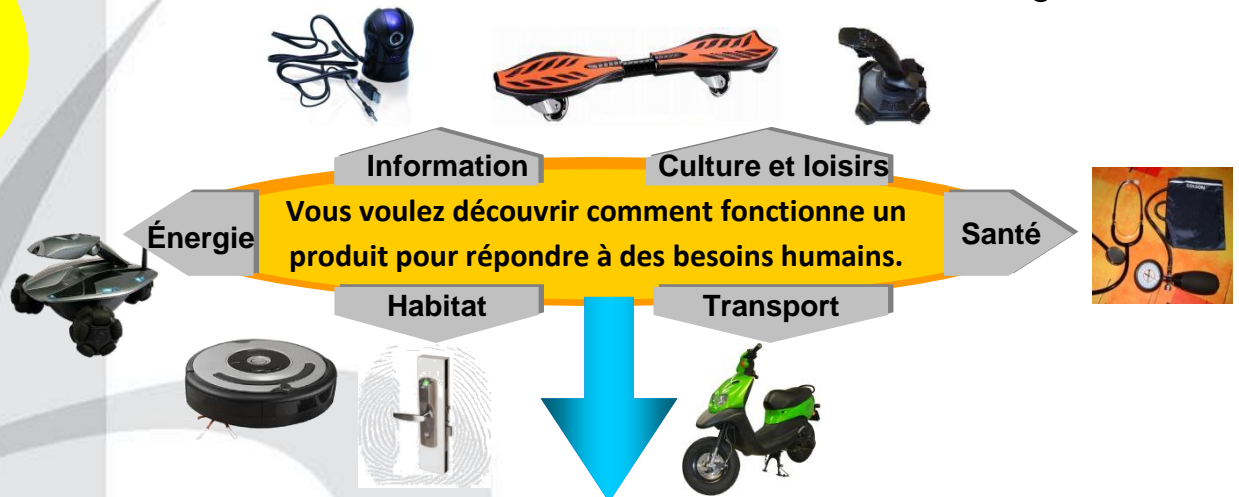 Information
Culture et loisirs
Énergie
Vous voulez découvrir comment fonctionne un
produit pour répondre à des besoins humains.
Santé
Habitat
Transport